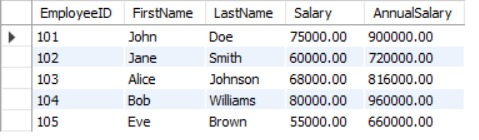 EmployeeID FirstName LastName Salary AnnualSalary
101 John Doe 75000.00 900000.00
102 Jane Smith 60000.00 720000.00
103 Alice Johnson 68000.00 816000.00
104 Bob Williams 80000.00 960000.00
105 Eve Brown 55000.00 660000.00